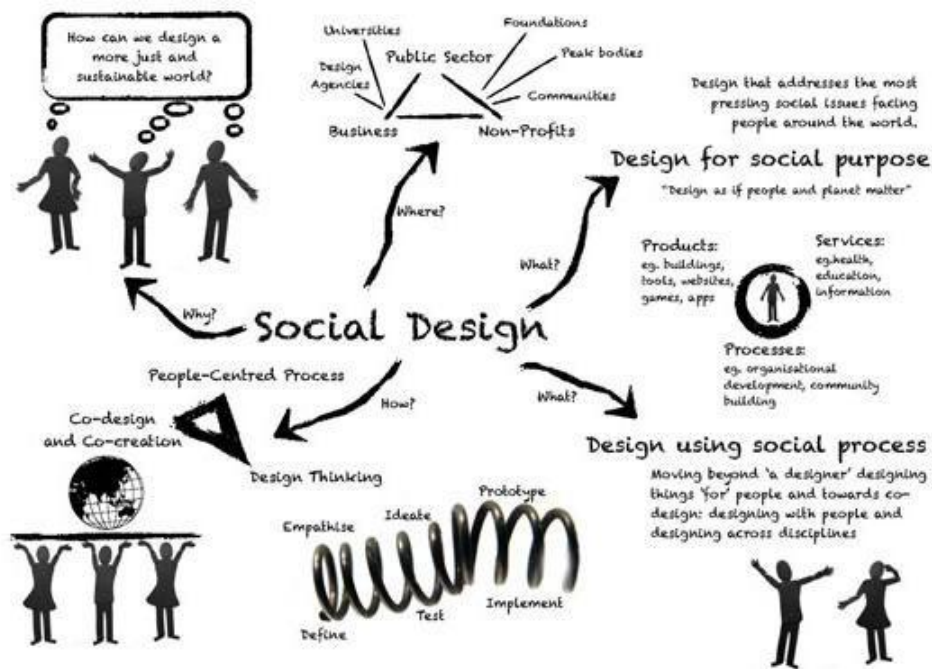 How can we design a
more just and
sustainable world?
Universities
Foundations
Public Sector
Peak bodies
Design
Agencies
Communities
Business
Non-Profits
Design that addresses the most
pressing social issues facing
people around the world.
Design for social purpose
"Design as if people and planet matter"
Where?
What?
Products:
eg. buildings,
tools, websites,
games, apps
Services:
eg.health,
education,
information
Processes:
eg. organisational
development, community
building
Why?
Social Design
People-Centred Process
How?
What?
Co-design
and Co-creation
Design Thinking
Design using social process
Moving beyond 'a designer' designing
things 'for' people and towards co-
design: designing with people and
designing across disciplines
Empathise
Ideate
Prototype
Define
Test
Implement